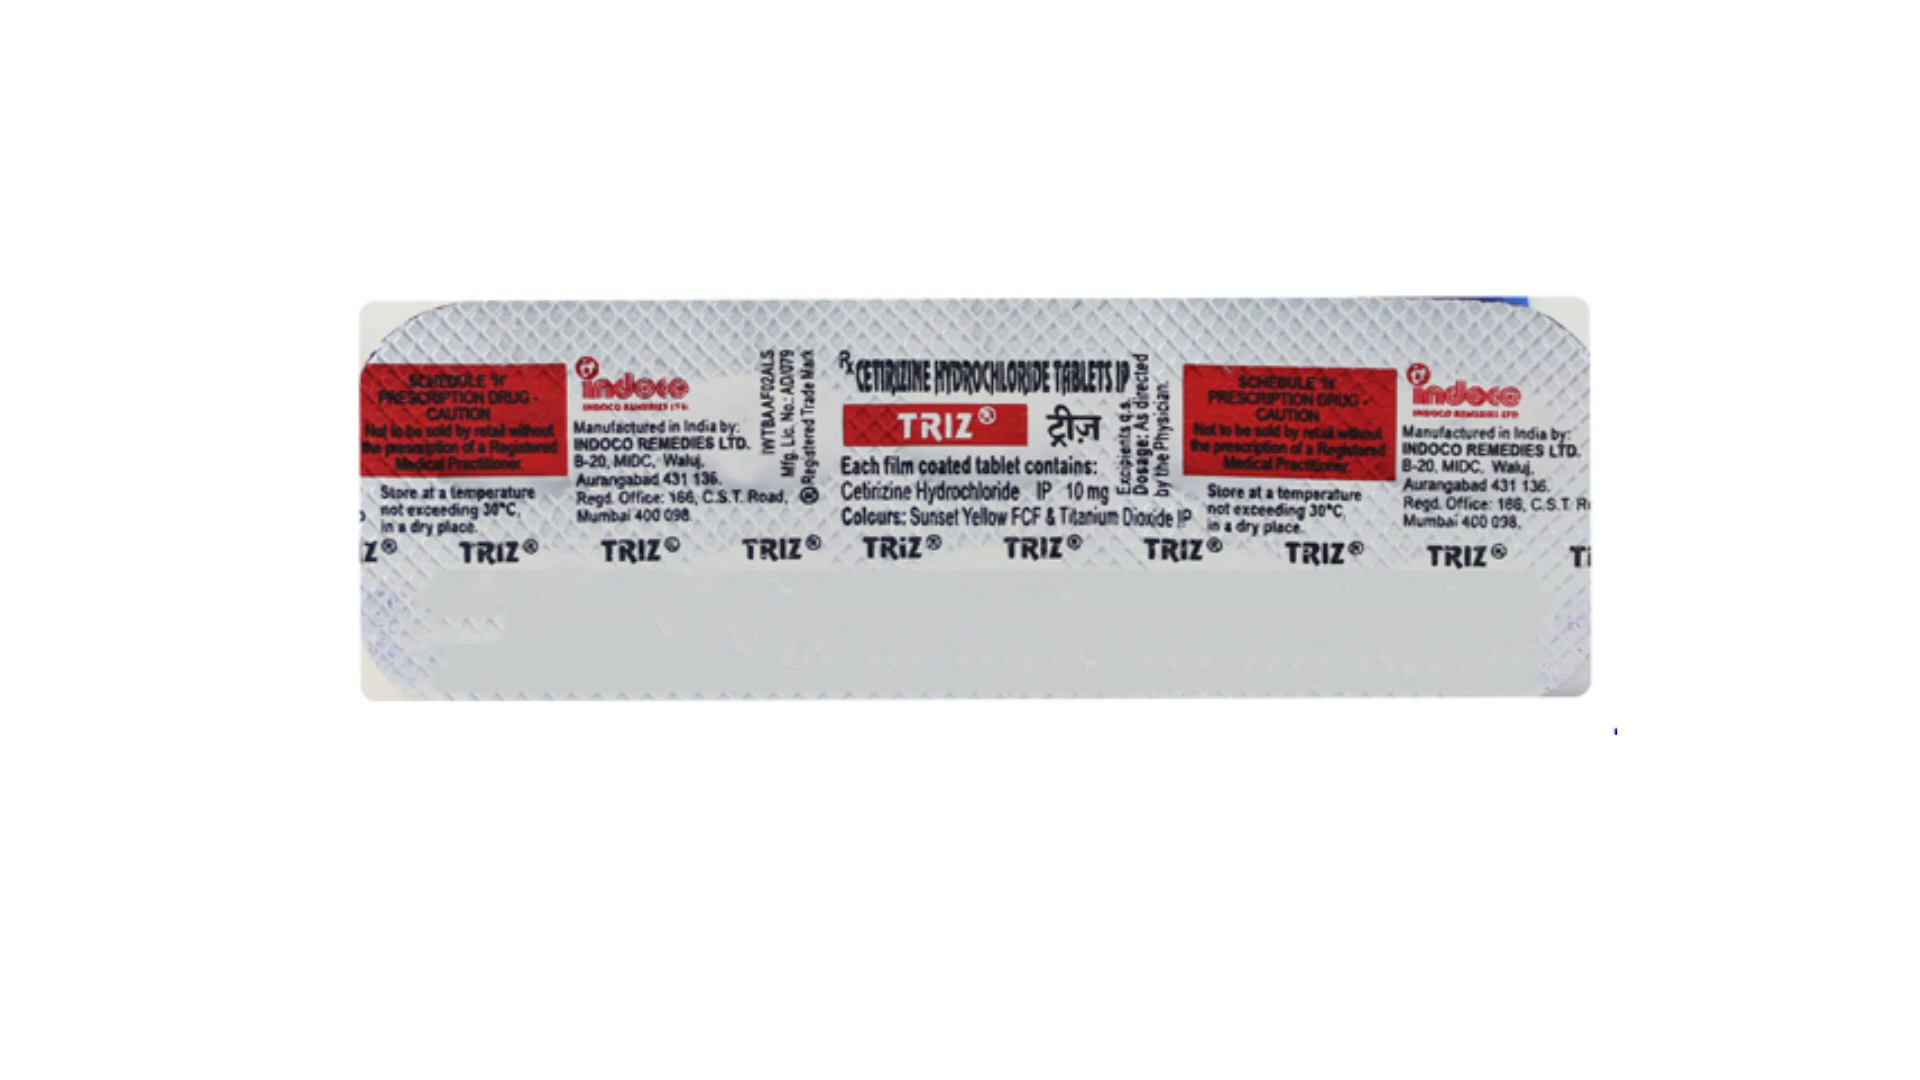 SCHEDULE 'H'
PRESCRIPTION DRUG -
CAUTION
Not to be sold by retail without
the prescription of a Registered
Medical Practitioner.
Store at a temperature
not exceeding 30°C,
in a dry place.
indoco
INDOCO REMEDIES LTD.
Manufactured in India by:
INDOCO REMEDIES LTD.
B-20, MIDC, Waluj,
Aurangabad 431 136.
Regd. Office: 166, C.S.T. Road,
Mumbai 400 098.
IWTBAAF02ALS
Mfg. Lic. No.: AD/079
® Registered Trade Mark
Rx CETIRIZINE HYDROCHLORIDE TABLETS IP
TRIZ® ट्रीज़
Each film coated tablet contains:
Cetirizine Hydrochloride IP 10 mg
Colours: Sunset Yellow FCF & Titanium Dioxide IP
Excipients q.s.
Dosage: As directed
by the Physician.
SCHEDULE 'H'
PRESCRIPTION DRUG -
CAUTION
Not to be sold by retail without
the prescription of a Registered
Medical Practitioner.
Store at a temperature
not exceeding 30°C,
in a dry place.
indoco
INDOCO REMEDIES LTD
Manufactured in India by:
INDOCO REMEDIES LTD.
B-20, MIDC, Waluj,
Aurangabad 431 136.
Regd. Office: 166, C.S.T. R
Mumbai 400 098.
Z® TRIZ® TRIZ® TRIZ® TRIZ® TRIZ® TRIZ® TRIZ® TRIZ® T